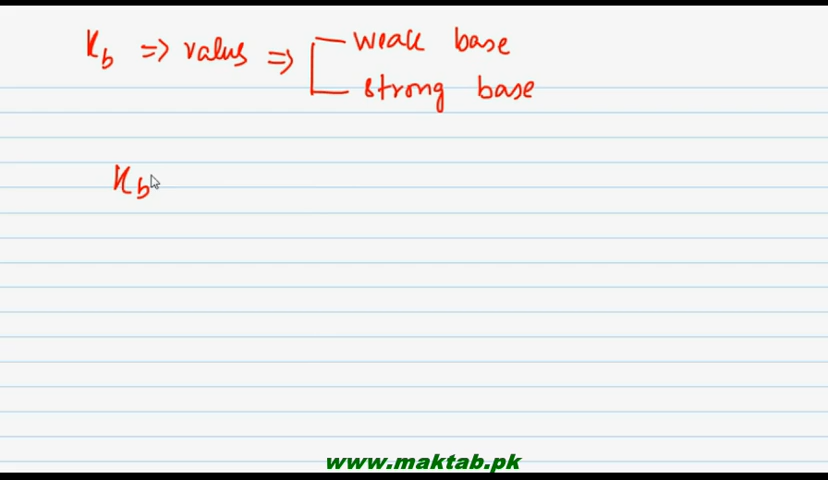 Kb => value => weak base
strong base
Kb
www.maktab.pk